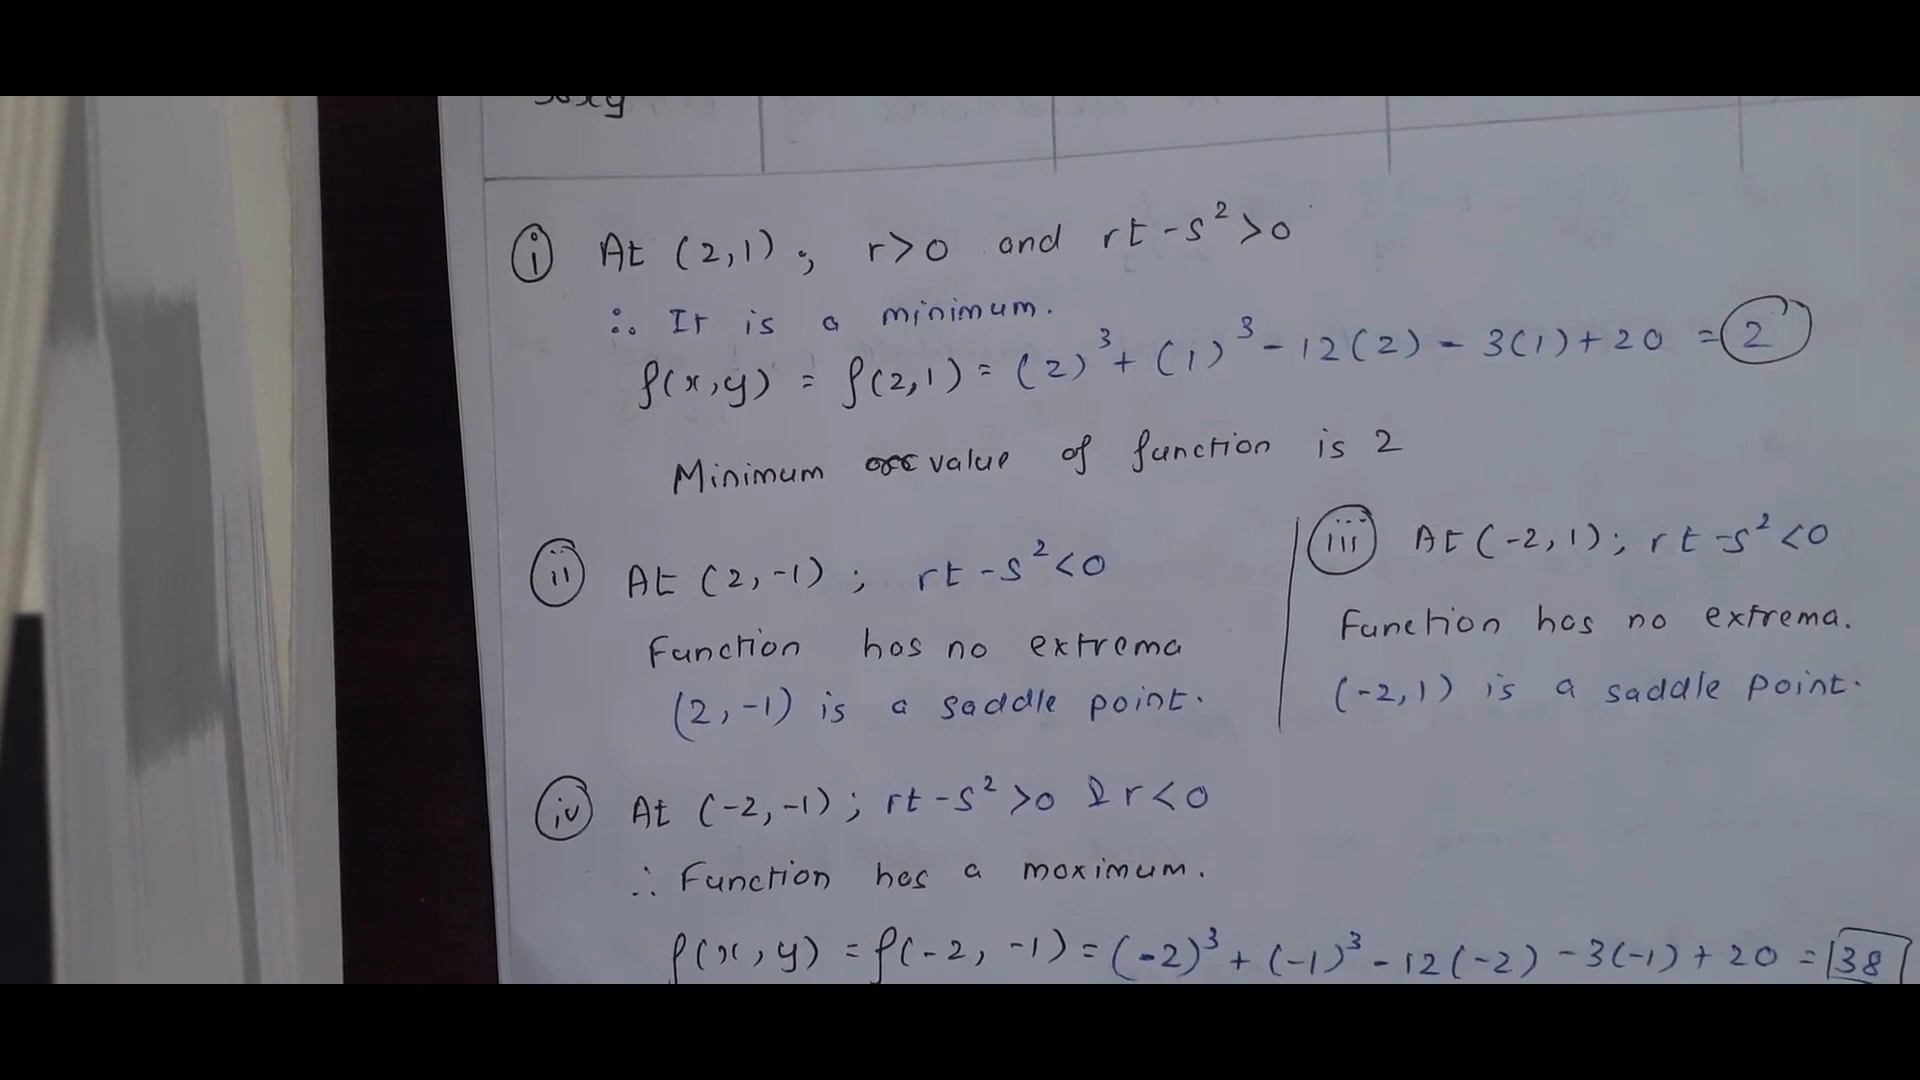 (i) At (2,1); r>0 and rt-s²>0
∴ It is a minimum.
f(x,y) = f(2,1) = (2)³+(1)³-12(2)-3(1)+20 = 2
Minimum value of function is 2
(ii) At (2,-1); rt-s²<0
Function has no extrema
(2,-1) is a saddle point.
(iii) At (-2,1); rt-s²<0
Function has no extrema.
(-2,1) is a saddle point.
(iv) At (-2,-1); rt-s²>0 & r<0
∴ Function has a maximum.
f(x,y) = f(-2,-1) = (-2)³+(-1)³-12(-2)-3(-1)+20 = 38